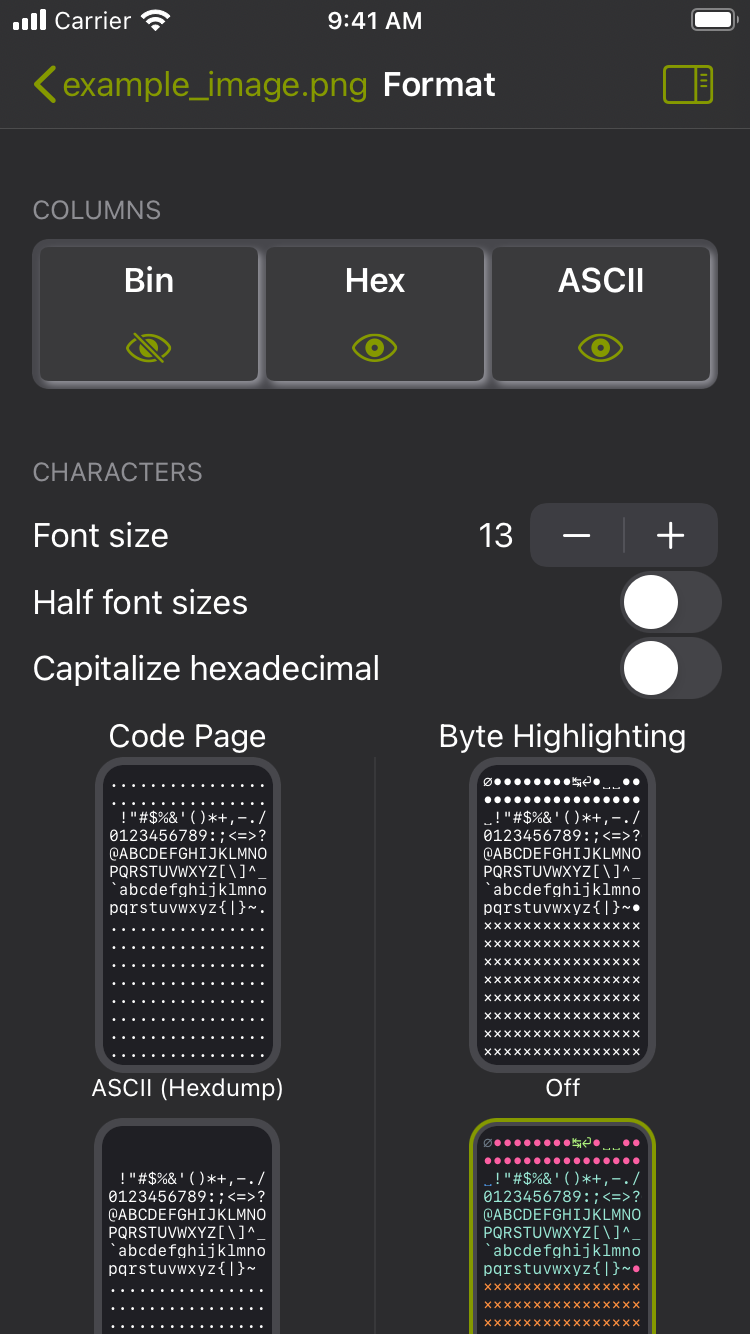 Carrier 9:41 AM
example_image.png Format
COLUMNS
Bin Hex ASCII
CHARACTERS
Font size 13 − +
Half font sizes
Capitalize hexadecimal
Code Page Byte Highlighting
................ ∅••••••••↹⏎•␣␣••
................ ••••••••••••••••
 !"#$%&'()*+,-./ ␣!"#$%&'()*+,-./
0123456789:;<=>? 0123456789:;<=>?
@ABCDEFGHIJKLMNO @ABCDEFGHIJKLMNO
PQRSTUVWXYZ[\]^_ PQRSTUVWXYZ[\]^_
`abcdefghijklmno `abcdefghijklmno
pqrstuvwxyz{|}~. pqrstuvwxyz{|}~•
................ ××××××××××××××××
................ ××××××××××××××××
................ ××××××××××××××××
................ ××××××××××××××××
................ ××××××××××××××××
................ ××××××××××××××××
................ ××××××××××××××××
................ ××××××××××××××××
ASCII (Hexdump) Off
∅••••••••↹⏎•␣␣••
••••••••••••••••
 !"#$%&'()*+,-./ ␣!"#$%&'()*+,-./
0123456789:;<=>? 0123456789:;<=>?
@ABCDEFGHIJKLMNO @ABCDEFGHIJKLMNO
PQRSTUVWXYZ[\]^_ PQRSTUVWXYZ[\]^_
`abcdefghijklmno `abcdefghijklmno
pqrstuvwxyz{|}~ pqrstuvwxyz{|}~•
................ ××××××××××××××××
................ ××××××××××××××××
................ ××××××××××××××××